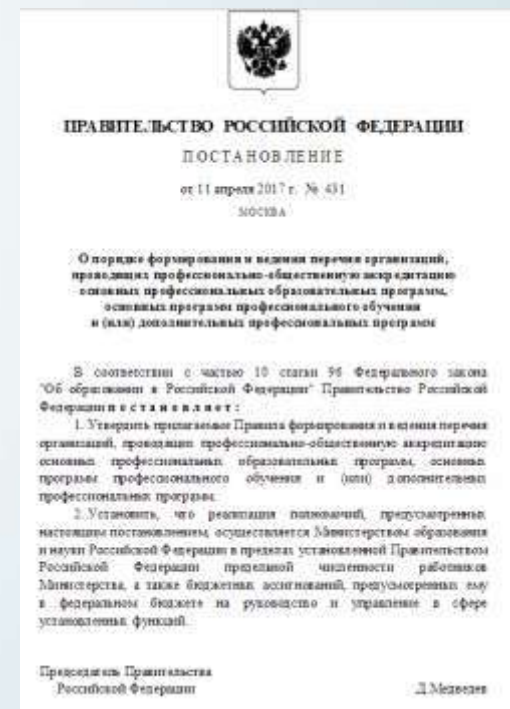 ПРАВИТЕЛЬСТВО РОССИЙСКОЙ ФЕДЕРАЦИИ
ПОСТАНОВЛЕНИЕ
от 11 апреля 2017 г. № 431
МОСКВА
О порядке формирования и ведения перечня организаций,
проводящих профессионально-общественную аккредитацию
основных профессиональных образовательных программ,
основных программ профессионального обучения
и (или) дополнительных профессиональных программ
В соответствии с частью 10 статьи 96 Федерального закона
"Об образовании в Российской Федерации" Правительство Российской
Федерации постановляет:
1. Утвердить прилагаемые Правила формирования и ведения перечня
организаций, проводящих профессионально-общественную аккредитацию
основных профессиональных образовательных программ, основных
программ профессионального обучения и (или) дополнительных
профессиональных программ.
2. Установить, что реализация полномочий, предусмотренных
настоящим постановлением, осуществляется Министерством образования
и науки Российской Федерации в пределах установленной Правительством
Российской Федерации предельной численности работников
Министерства, а также бюджетных ассигнований, предусмотренных ему
в федеральном бюджете на руководство и управление в сфере
установленных функций.
Председатель Правительства
Российской Федерации Д.Медведев